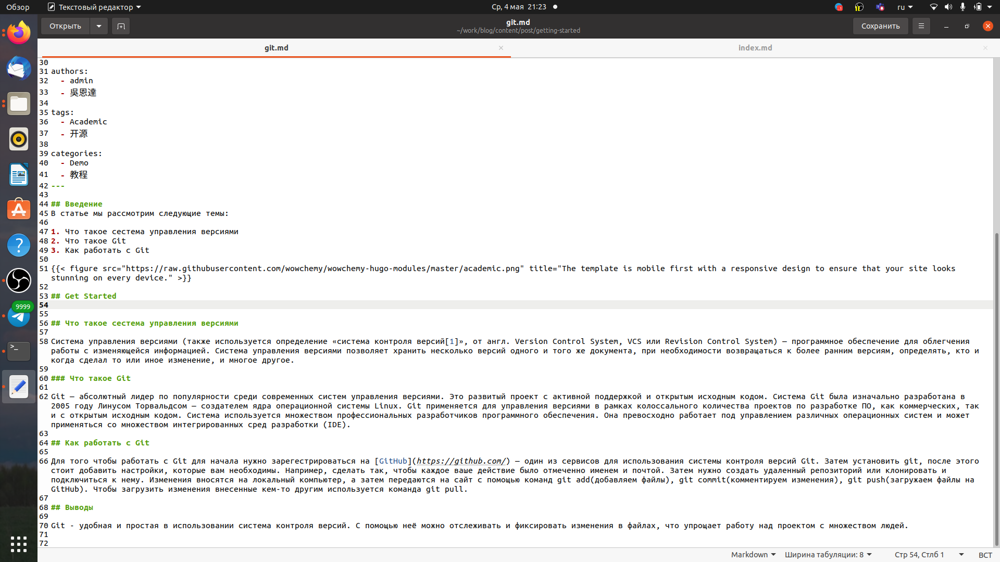 Обзор Текстовый редактор Ср, 4 мая 21:23 ru
Открыть git.md Сохранить
~/work/blog/content/post/getting-started
git.md index.md
30
31 authors:
32 - admin
33 - 吳恩達
34
35 tags:
36 - Academic
37 - 开源
38
39 categories:
40 - Demo
41 - 教程
42 ---
43
44 ## Введение
45 В статье мы рассмотрим следующие темы:
46
47 1. Что такое сестема управления версиями
48 2. Что такое Git
49 3. Как работать с Git
50
51 {{< figure src="https://raw.githubusercontent.com/wowchemy/wowchemy-hugo-modules/master/academic.png" title="The template is mobile first with a responsive design to ensure that your site looks
stunning on every device." >}}
52
53 ## Get Started
54
55
56 ## Что такое сестема управления версиями
57
58 Система управления версиями (также используется определение «система контроля версий[1]», от англ. Version Control System, VCS или Revision Control System) — программное обеспечение для облегчения
работы с изменяющейся информацией. Система управления версиями позволяет хранить несколько версий одного и того же документа, при необходимости возвращаться к более ранним версиям, определять, кто и
когда сделал то или иное изменение, и многое другое.
59
60 ### Что такое Git
61
62 Git — абсолютный лидер по популярности среди современных систем управления версиями. Это развитый проект с активной поддержкой и открытым исходным кодом. Система Git была изначально разработана в
2005 году Линусом Торвальдсом — создателем ядра операционной системы Linux. Git применяется для управления версиями в рамках колоссального количества проектов по разработке ПО, как коммерческих, так
и с открытым исходным кодом. Система используется множеством профессиональных разработчиков программного обеспечения. Она превосходно работает под управлением различных операционных систем и может
применяться со множеством интегрированных сред разработки (IDE).
63
64 ## Как работать с Git
65
66 Для того чтобы работать с Git для начала нужно зарегестрироваться на [GitHub](https://github.com/) — один из сервисов для использования системы контроля версий Git. Затем установить git, после этого
стоит добавить настройки, которые вам необходимы. Например, сделать так, чтобы каждое ваше действие было отмеченно именем и почтой. Затем нужно создать удаленный репозиторий или клонировать и
подключиться к нему. Изменения вносятся на локальный компьютер, а затем передаются на сайт с помощью команд git add(добавляем файлы), git commit(комментируем изменения), git push(загружаем файлы на
GitHub). Чтобы загрузить изменения внесенные кем-то другим используется команда git pull.
67
68 ## Выводы
69
70 Git - удобная и простая в использовании система контроля версий. С помощью неё можно отслеживать и фиксировать изменения в файлах, что упрощает работу над проектом с множеством людей.
71
72
9999
Markdown Ширина табуляции: 8 Стр 54, Стлб 1 ВСТ